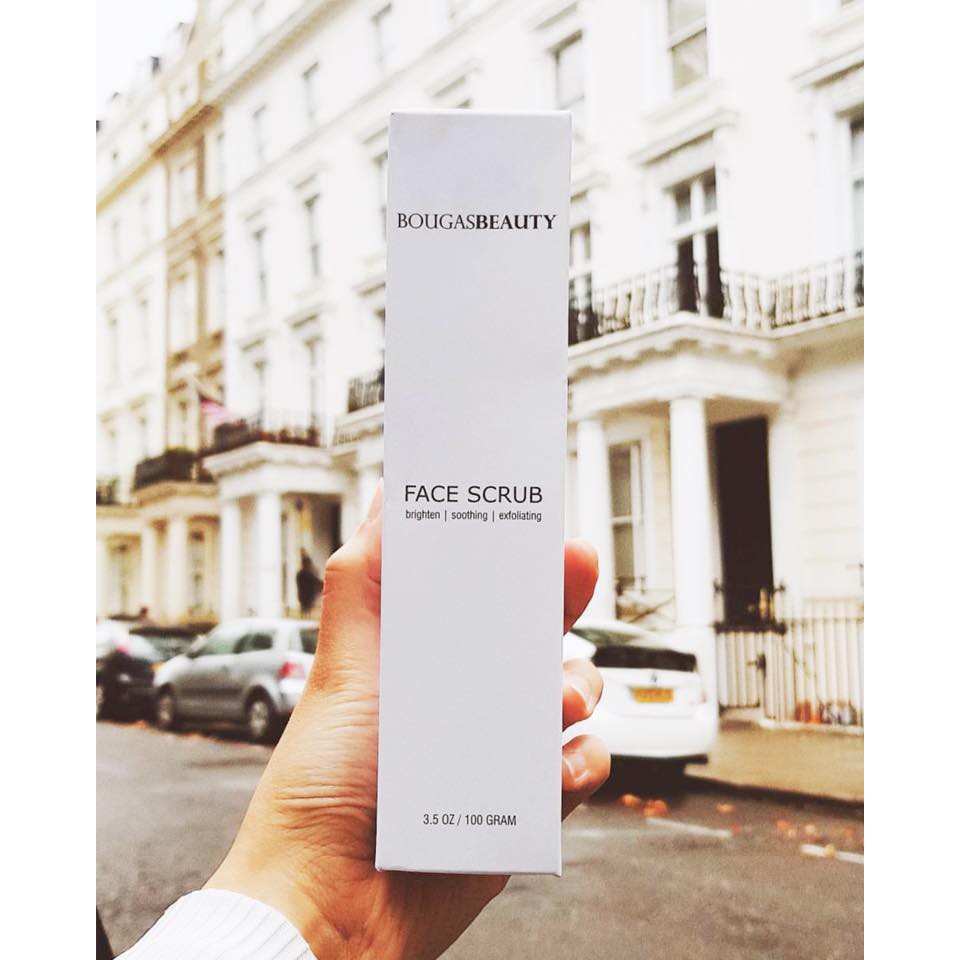 BOUGASBEAUTY
FACE SCRUB
brighten | soothing | exfoliating
3.5 OZ / 100 GRAM